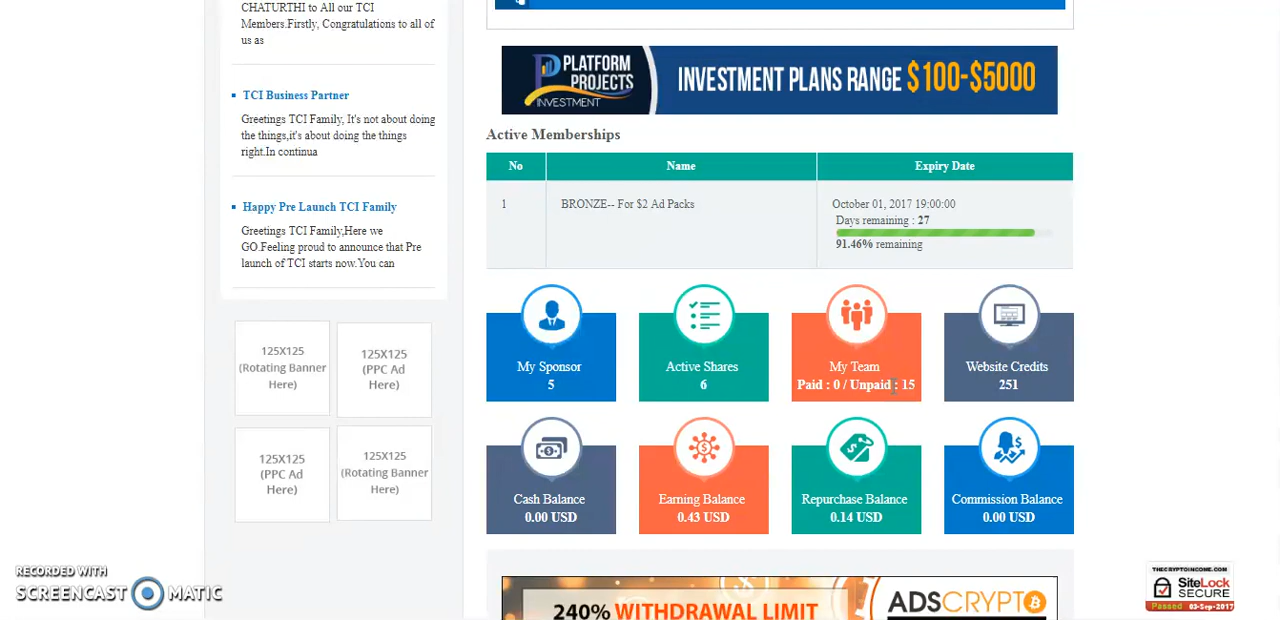 CHATURTHI to All our TCI
Members.Firstly, Congratulations to all of
us as
TCI Business Partner
Greetings TCI Family, It's not about doing
the things,it's about doing the things
right.In continua
Happy Pre Launch TCI Family
Greetings TCI Family,Here we
GO.Feeling proud to announce that Pre
launch of TCI starts now.You can
125X125
(Rotating Banner
Here)
125X125
(PPC Ad
Here)
125X125
(PPC Ad
Here)
125X125
(Rotating Banner
Here)
PLATFORM
PROJECTS
INVESTMENT
INVESTMENT PLANS RANGE $100-$5000
Active Memberships
No Name Expiry Date
1 BRONZE-- For $2 Ad Packs October 01, 2017 19:00:00
Days remaining : 27
91.46% remaining
My Sponsor
5
Active Shares
6
My Team
Paid : 0 / Unpaid : 15
Website Credits
251
Cash Balance
0.00 USD
Earning Balance
0.43 USD
Repurchase Balance
0.14 USD
Commission Balance
0.00 USD
240% WITHDRAWAL LIMIT
ADSCRYPTO
RECORDED WITH
SCREENCAST MATIC
THECRYPTOINCOME.COM
SiteLock
SECURE
Passed 03-Sep-2017